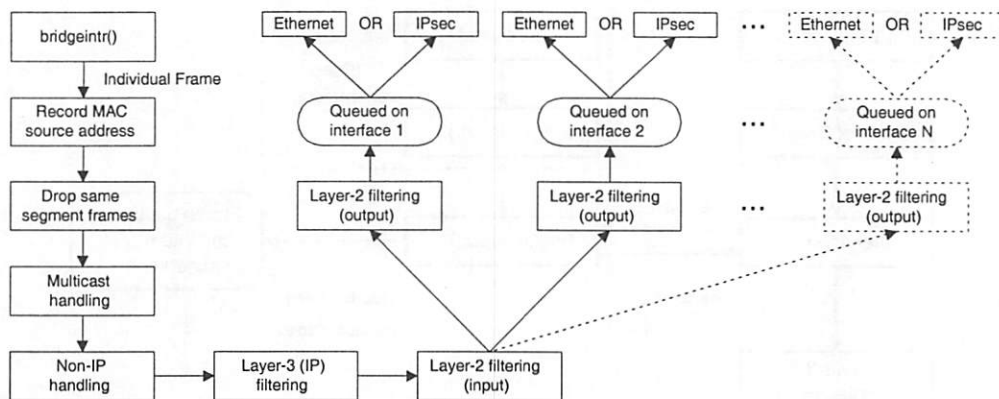 bridgeintr()
Individual Frame
Record MAC
source address
Drop same
segment frames
Multicast
handling
Non-IP
handling
Layer-3 (IP)
filtering
Layer-2 filtering
(input)
Ethernet OR IPsec
Queued on
interface 1
Layer-2 filtering
(output)
Ethernet OR IPsec
Queued on
interface 2
Layer-2 filtering
(output)
... Ethernet OR IPsec
... Queued on
interface N
... Layer-2 filtering
(output)